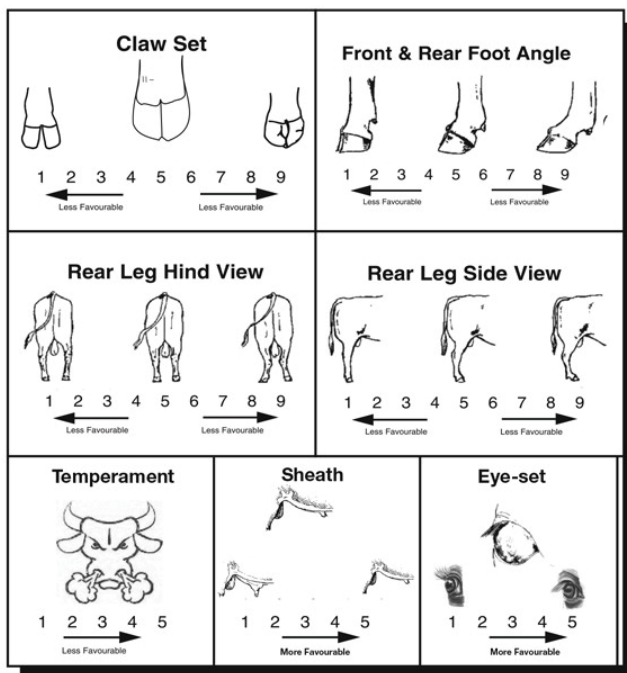 Claw Set
1 2 3 4 5 6 7 8 9
Less Favourable Less Favourable
Front & Rear Foot Angle
1 2 3 4 5 6 7 8 9
Less Favourable Less Favourable
Rear Leg Hind View
1 2 3 4 5 6 7 8 9
Less Favourable Less Favourable
Rear Leg Side View
1 2 3 4 5 6 7 8 9
Less Favourable Less Favourable
Temperament
1 2 3 4 5
Less Favourable
Sheath
1 2 3 4 5
More Favourable
Eye-set
1 2 3 4 5
More Favourable